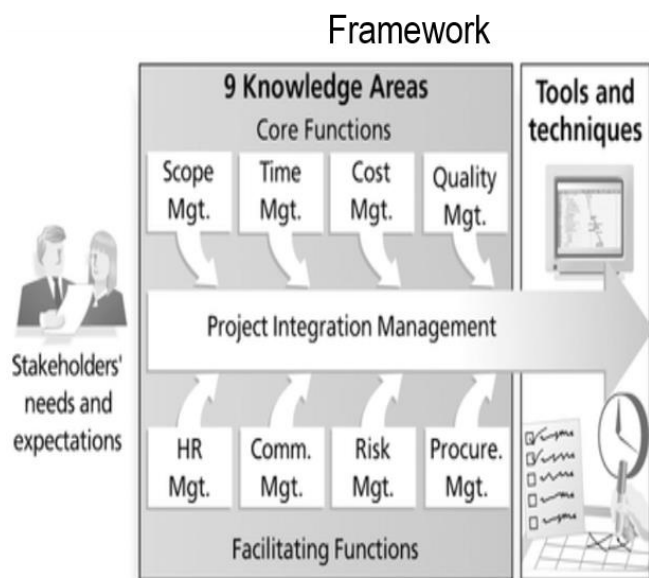 Framework
9 Knowledge Areas
Core Functions
Scope
Mgt.
Time
Mgt.
Cost
Mgt.
Quality
Mgt.
Tools and
techniques
Project Integration Management
Stakeholders'
needs and
expectations
HR
Mgt.
Comm.
Mgt.
Risk
Mgt.
Procure.
Mgt.
Facilitating Functions